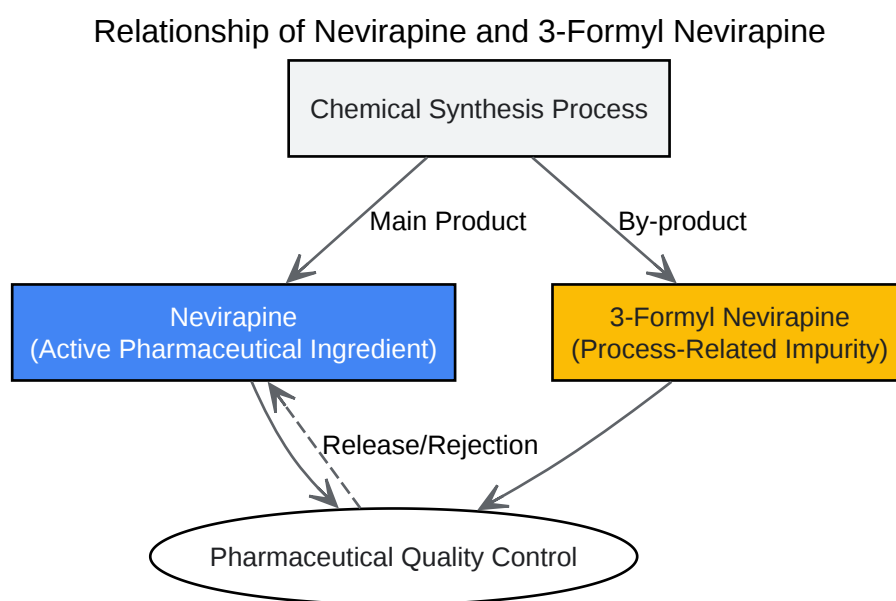 Relationship of Nevirapine and 3-Formyl Nevirapine
Chemical Synthesis Process
Main Product
By-product
Nevirapine
(Active Pharmaceutical Ingredient)
3-Formyl Nevirapine
(Process-Related Impurity)
Release/Rejection
Pharmaceutical Quality Control